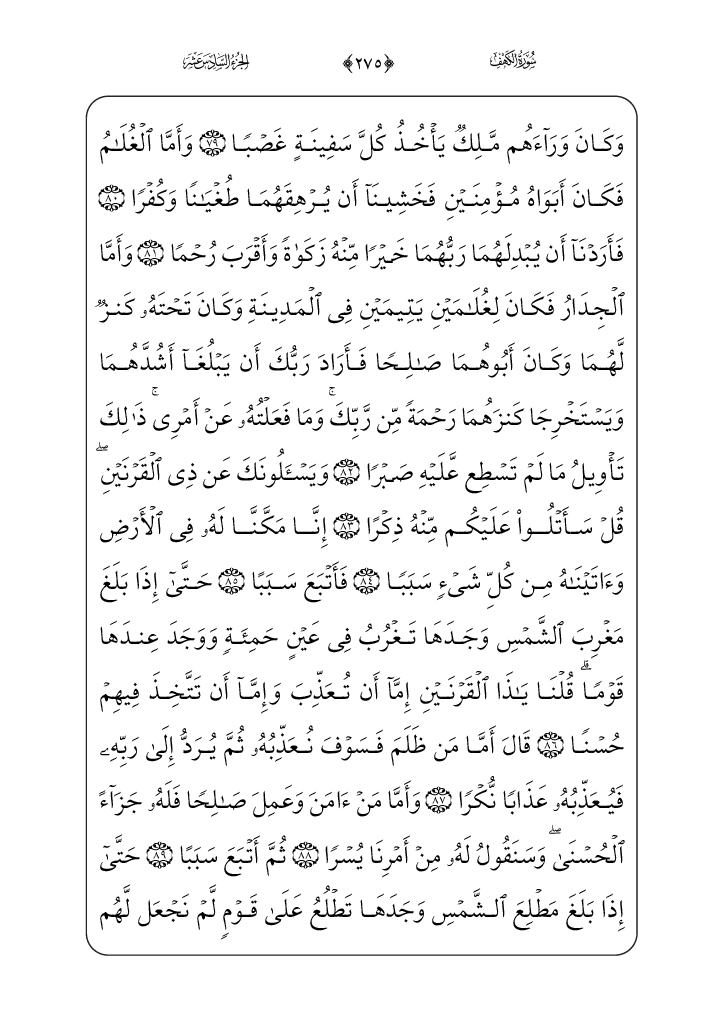 سُورَةُ الكَهْفِ ﴿٢٧٥﴾ الجُزْءُ السَّادِسَ عَشَرَ
وَكَانَ وَرَآءَهُم مَّلِكٌ يَأْخُذُ كُلَّ سَفِينَةٍ غَصْبًا ٧٩ وَأَمَّا ٱلْغُلَٰمُ
فَكَانَ أَبَوَاهُ مُؤْمِنَيْنِ فَخَشِينَآ أَن يُرْهِقَهُمَا طُغْيَٰنًا وَكُفْرًا ٨٠
فَأَرَدْنَآ أَن يُبْدِلَهُمَا رَبُّهُمَا خَيْرًا مِّنْهُ زَكَوٰةً وَأَقْرَبَ رُحْمًا ٨١ وَأَمَّا
ٱلْجِدَارُ فَكَانَ لِغُلَٰمَيْنِ يَتِيمَيْنِ فِى ٱلْمَدِينَةِ وَكَانَ تَحْتَهُۥ كَنزٌ
لَّهُمَا وَكَانَ أَبُوهُمَا صَٰلِحًا فَأَرَادَ رَبُّكَ أَن يَبْلُغَآ أَشُدَّهُمَا
وَيَسْتَخْرِجَا كَنزَهُمَا رَحْمَةً مِّن رَّبِّكَ ۚ وَمَا فَعَلْتُهُۥ عَنْ أَمْرِى ۚ ذَٰلِكَ
تَأْوِيلُ مَا لَمْ تَسْطِع عَّلَيْهِ صَبْرًا ٨٢ وَيَسْـَٔلُونَكَ عَن ذِى ٱلْقَرْنَيْنِ ۖ
قُلْ سَأَتْلُوا۟ عَلَيْكُم مِّنْهُ ذِكْرًا ٨٣ إِنَّا مَكَّنَّا لَهُۥ فِى ٱلْأَرْضِ
وَءَاتَيْنَٰهُ مِن كُلِّ شَىْءٍ سَبَبًا ٨٤ فَأَتْبَعَ سَبَبًا ٨٥ حَتَّىٰٓ إِذَا بَلَغَ
مَغْرِبَ ٱلشَّمْسِ وَجَدَهَا تَغْرُبُ فِى عَيْنٍ حَمِئَةٍ وَوَجَدَ عِندَهَا
قَوْمًا ۗ قُلْنَا يَٰذَا ٱلْقَرْنَيْنِ إِمَّآ أَن تُعَذِّبَ وَإِمَّآ أَن تَتَّخِذَ فِيهِمْ
حُسْنًا ٨٦ قَالَ أَمَّا مَن ظَلَمَ فَسَوْفَ نُعَذِّبُهُۥ ثُمَّ يُرَدُّ إِلَىٰ رَبِّهِۦ
فَيُعَذِّبُهُۥ عَذَابًا نُّكْرًا ٨٧ وَأَمَّا مَنْ ءَامَنَ وَعَمِلَ صَٰلِحًا فَلَهُۥ جَزَآءً
ٱلْحُسْنَىٰ ۖ وَسَنَقُولُ لَهُۥ مِنْ أَمْرِنَا يُسْرًا ٨٨ ثُمَّ أَتْبَعَ سَبَبًا ٨٩ حَتَّىٰٓ
إِذَا بَلَغَ مَطْلِعَ ٱلشَّمْسِ وَجَدَهَا تَطْلُعُ عَلَىٰ قَوْمٍ لَّمْ نَجْعَل لَّهُم